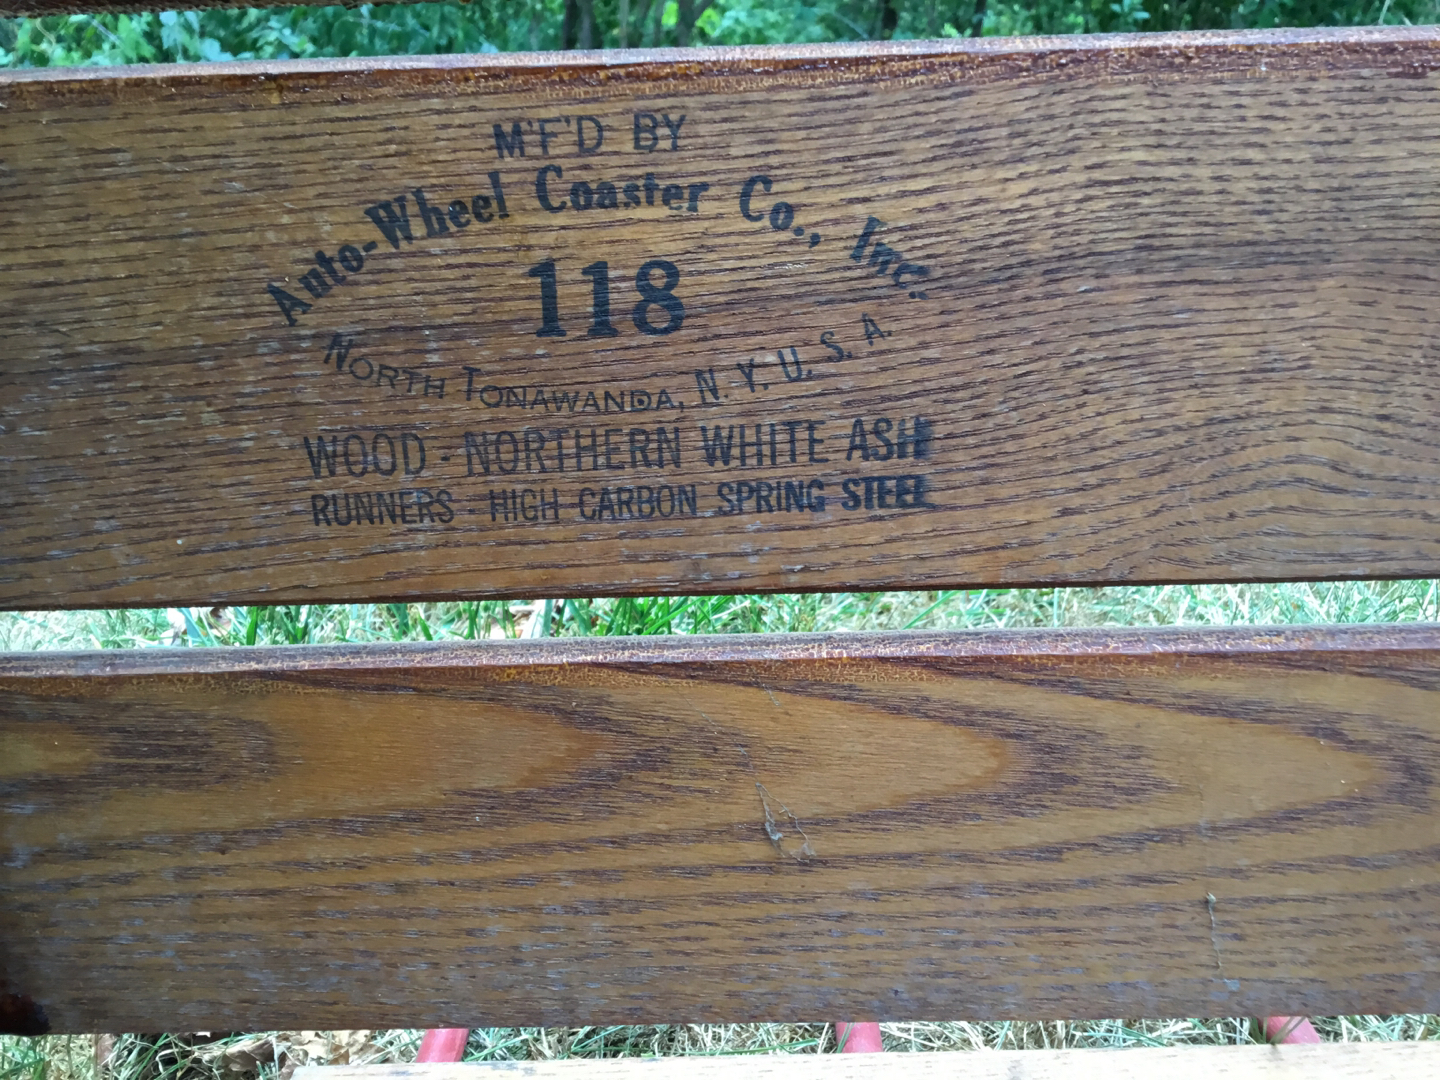 M'F'D BY
Auto-Wheel Coaster Co., Inc.
118
NORTH TONAWANDA, N.Y. U.S.A.
WOOD - NORTHERN WHITE ASH
RUNNERS - HIGH CARBON SPRING STEEL